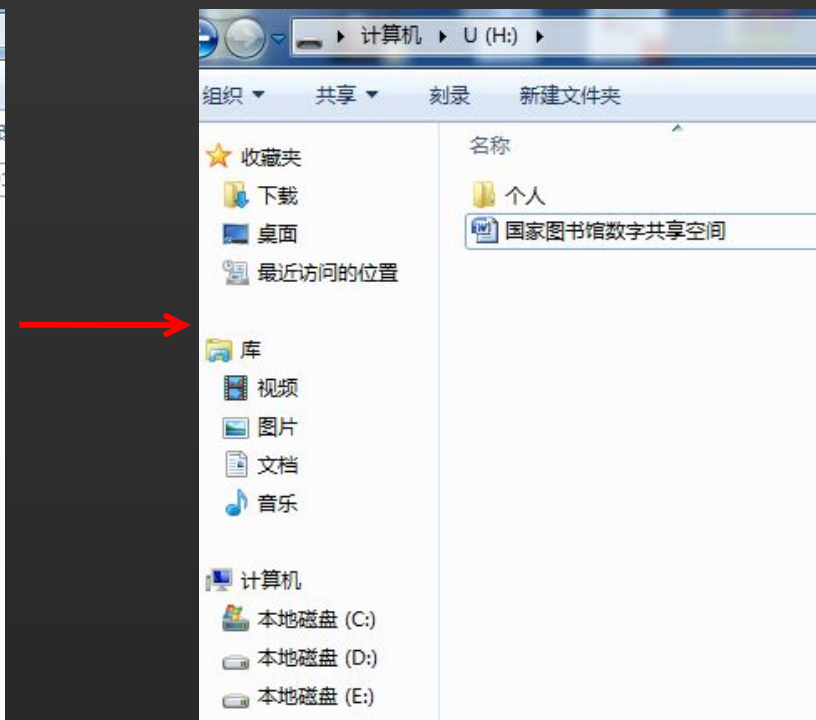 计算机 U (H:)
组织 共享 刻录 新建文件夹
收藏夹
下载
桌面
最近访问的位置
库
视频
图片
文档
音乐
计算机
本地磁盘 (C:)
本地磁盘 (D:)
本地磁盘 (E:)
名称
个人
国家图书馆数字共享空间